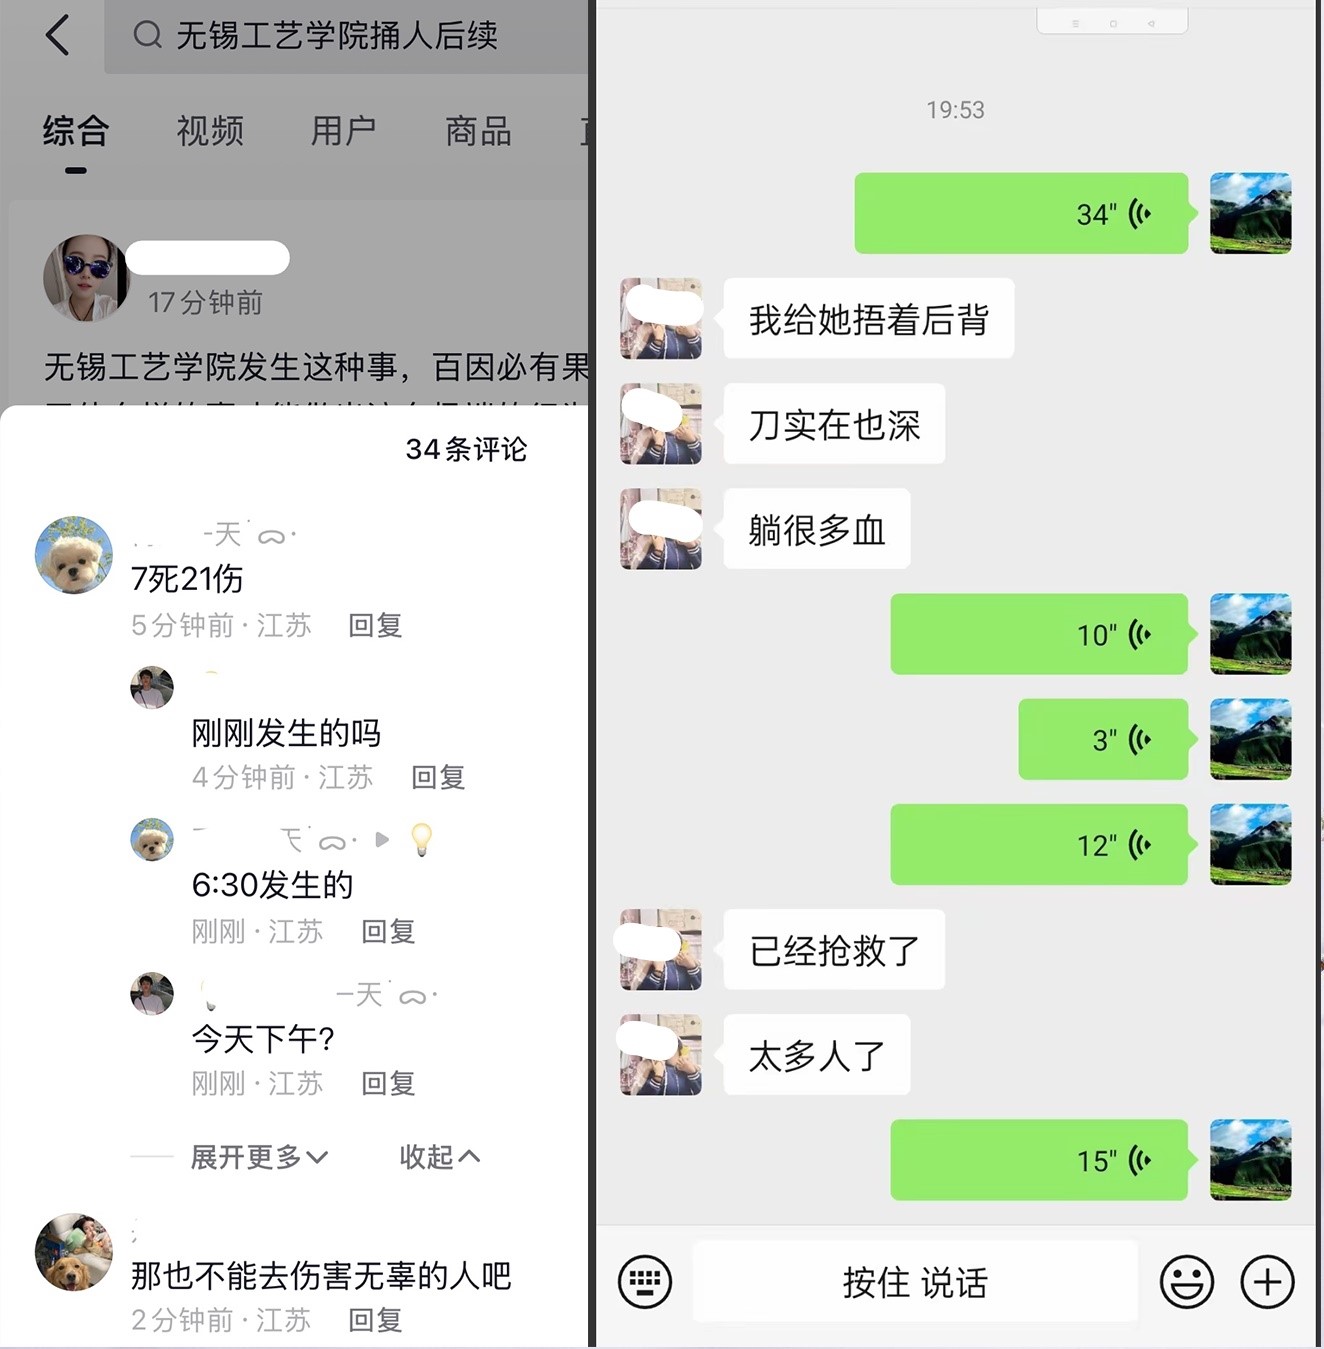 无锡工艺学院捅人后续
综合 视频 用户 商品
17分钟前
无锡工艺学院发生这种事，百因必有果
34条评论
-天
7死21伤
5分钟前·江苏 回复
刚刚发生的吗
4分钟前·江苏 回复
6:30发生的
刚刚·江苏 回复
一天
今天下午?
刚刚·江苏 回复
展开更多 收起
那也不能去伤害无辜的人吧
2分钟前·江苏 回复
19:53
34"
我给她捂着后背
刀实在也深
躺很多血
10"
3"
12"
已经抢救了
太多人了
15"
按住 说话